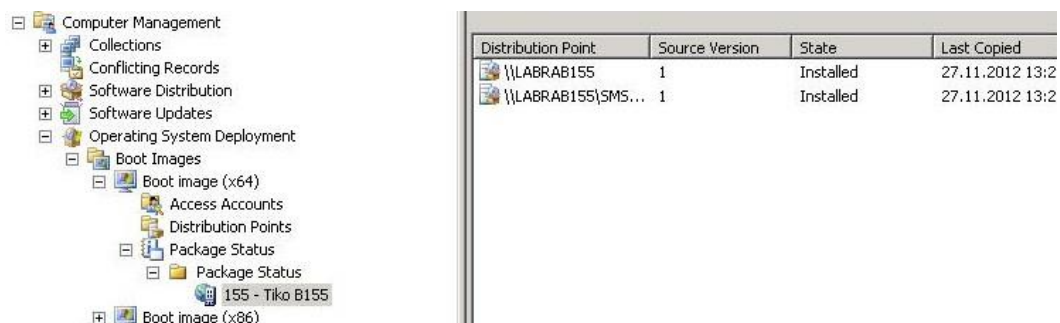 Computer Management
Collections
Conflicting Records
Software Distribution
Software Updates
Operating System Deployment
Boot Images
Boot image (x64)
Access Accounts
Distribution Points
Package Status
Package Status
155 - Tiko B155
Boot image (x86)
Distribution Point Source Version State Last Copied
\\LABRAB155 1 Installed 27.11.2012 13:2
\\LABRAB155\SMS... 1 Installed 27.11.2012 13:2